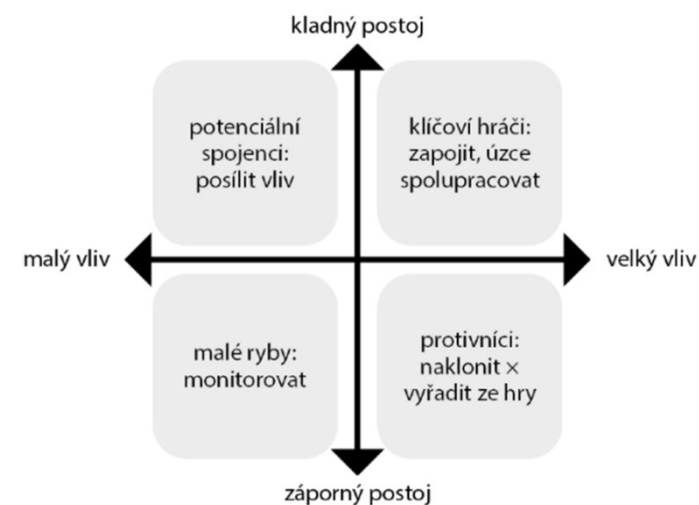 kladný postoj
potenciální
spojenci:
posílit vliv
klíčoví hráči:
zapojit, úzce
spolupracovat
malý vliv
velký vliv
malé ryby:
monitorovat
protivníci:
naklonit ×
vyřadit ze hry
záporný postoj